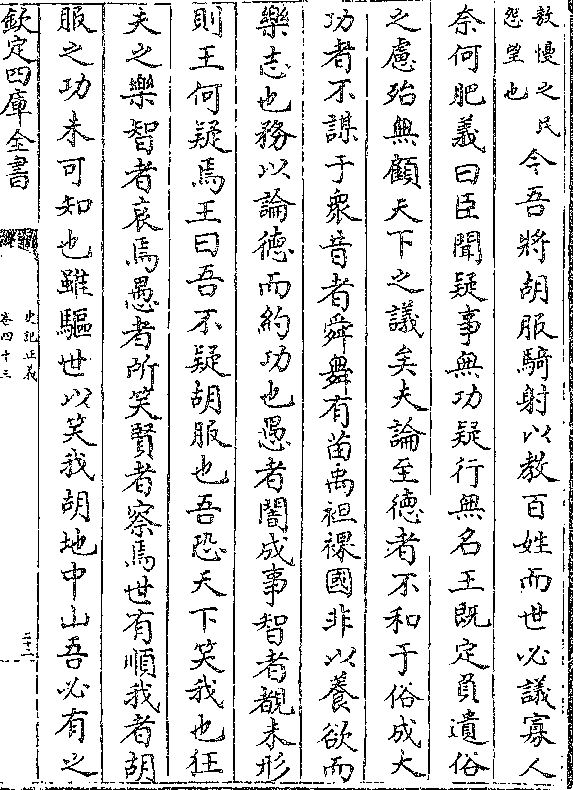 敖慢之民
怨望也
今吾將胡服騎射以教百姓而世必議寡人
奈何肥義曰臣聞疑事無功疑行無名王既定負遺俗
之慮殆無顧天下之議矣夫論至徳者不和于俗成大
功者不謀于衆昔者舜舞有苗禹袒裸國非以養欲而
樂志也務以論徳而約功也愚者闇成事智者覩未形
則王何疑焉王曰吾不疑胡服也吾恐天下笑我也狂
夫之樂智者哀焉愚者所笑賢者察焉世有順我者胡
服之功未可知也雖驅世以笑我胡地中山吾必有之
欽定四庫全書
史記正義
卷四十三
二十二